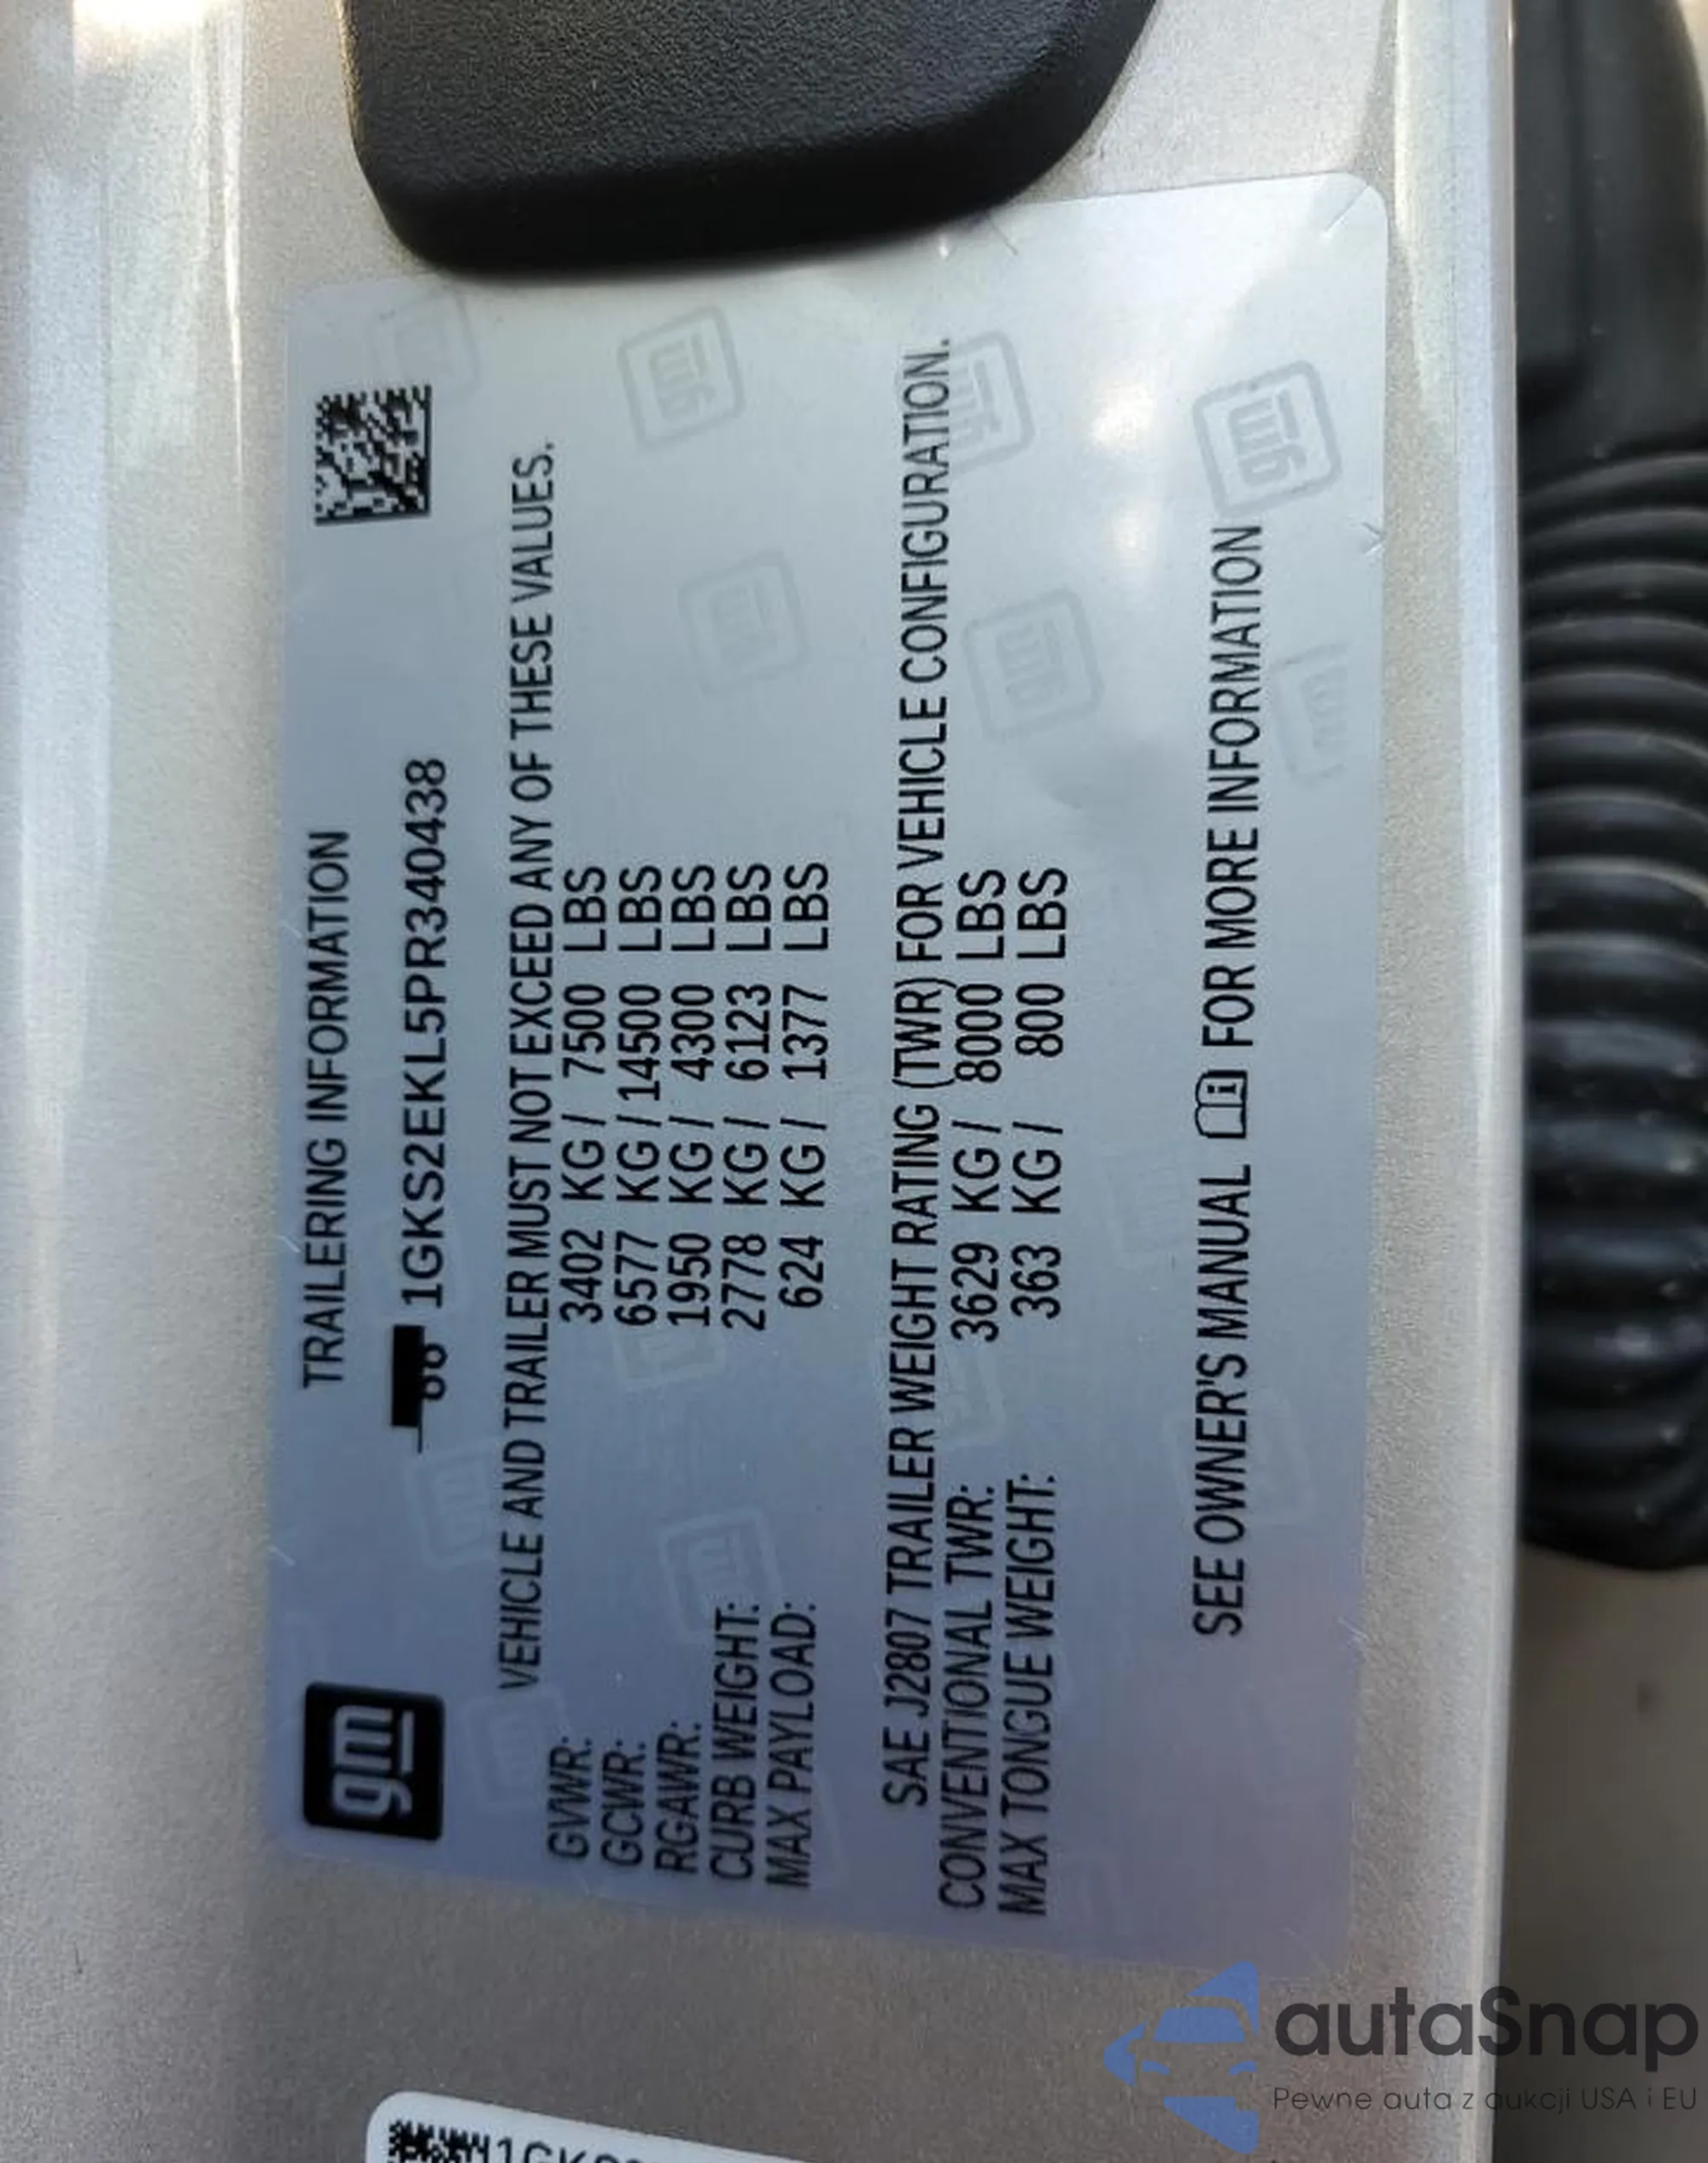 gm
TRAILERING INFORMATION
1GKS2EKL5PR340438
VEHICLE AND TRAILER MUST NOT EXCEED ANY OF THESE VALUES.
GVWR: 3402 KG / 7500 LBS
GCWR: 6577 KG / 14500 LBS
RGAWR: 1950 KG / 4300 LBS
CURB WEIGHT: 2778 KG / 6123 LBS
MAX PAYLOAD: 624 KG / 1377 LBS
SAE J2807 TRAILER WEIGHT RATING (TWR) FOR VEHICLE CONFIGURATION.
CONVENTIONAL TWR: 3629 KG / 8000 LBS
MAX TONGUE WEIGHT: 363 KG / 800 LBS
SEE OWNER'S MANUAL FOR MORE INFORMATION
autaSnap
Pewne auta z aukcji USA i EU